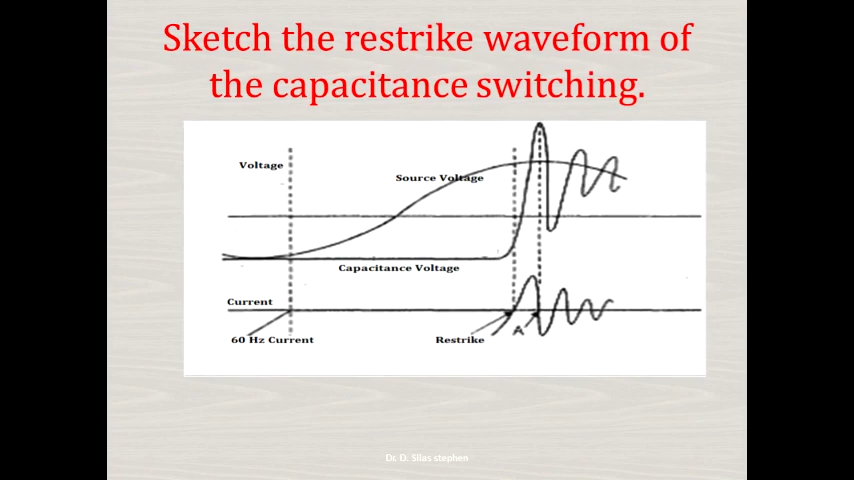 Sketch the restrike waveform of
the capacitance switching.
Voltage
Source Voltage
Capacitance Voltage
Current
60 Hz Current
Restrike
A
Dr. D. Silas stephen